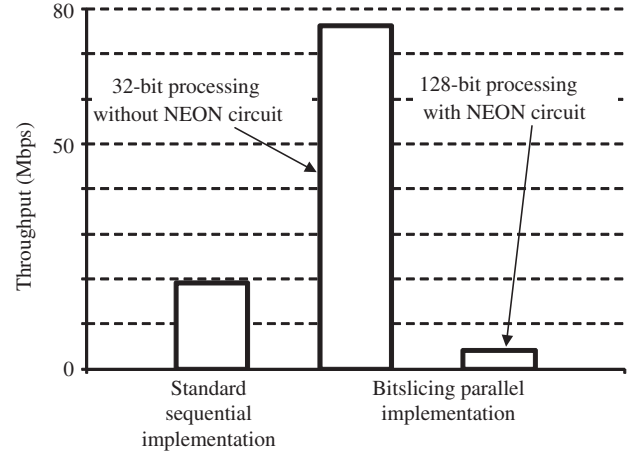 80
32-bit processing
without NEON circuit
128-bit processing
with NEON circuit
50
Throughput (Mbps)
0
Standard
sequential
implementation
Bitslicing parallel
implementation